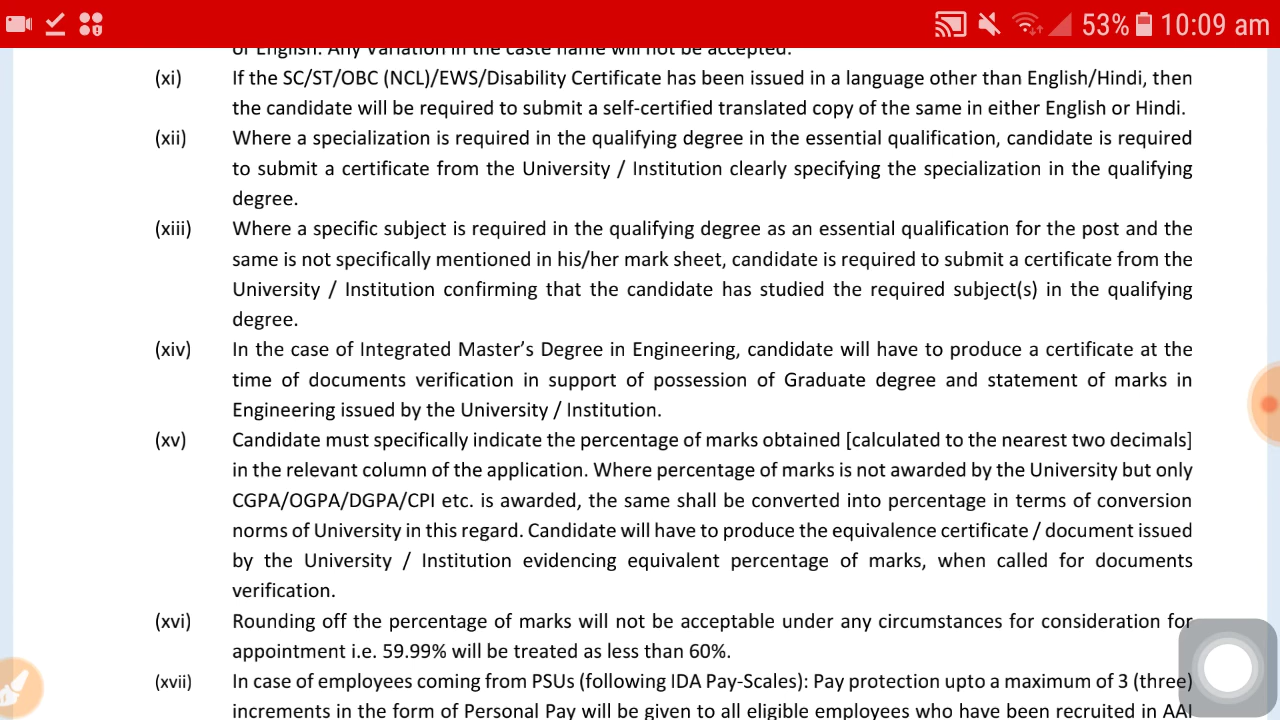 53% 10:09 am
or English. Any variation in the caste name will not be accepted.
(xi) If the SC/ST/OBC (NCL)/EWS/Disability Certificate has been issued in a language other than English/Hindi, then
the candidate will be required to submit a self-certified translated copy of the same in either English or Hindi.
(xii) Where a specialization is required in the qualifying degree in the essential qualification, candidate is required
to submit a certificate from the University / Institution clearly specifying the specialization in the qualifying
degree.
(xiii) Where a specific subject is required in the qualifying degree as an essential qualification for the post and the
same is not specifically mentioned in his/her mark sheet, candidate is required to submit a certificate from the
University / Institution confirming that the candidate has studied the required subject(s) in the qualifying
degree.
(xiv) In the case of Integrated Master’s Degree in Engineering, candidate will have to produce a certificate at the
time of documents verification in support of possession of Graduate degree and statement of marks in
Engineering issued by the University / Institution.
(xv) Candidate must specifically indicate the percentage of marks obtained [calculated to the nearest two decimals]
in the relevant column of the application. Where percentage of marks is not awarded by the University but only
CGPA/OGPA/DGPA/CPI etc. is awarded, the same shall be converted into percentage in terms of conversion
norms of University in this regard. Candidate will have to produce the equivalence certificate / document issued
by the University / Institution evidencing equivalent percentage of marks, when called for documents
verification.
(xvi) Rounding off the percentage of marks will not be acceptable under any circumstances for consideration for
appointment i.e. 59.99% will be treated as less than 60%.
(xvii) In case of employees coming from PSUs (following IDA Pay-Scales): Pay protection upto a maximum of 3 (three)
increments in the form of Personal Pay will be given to all eligible employees who have been recruited in AAI